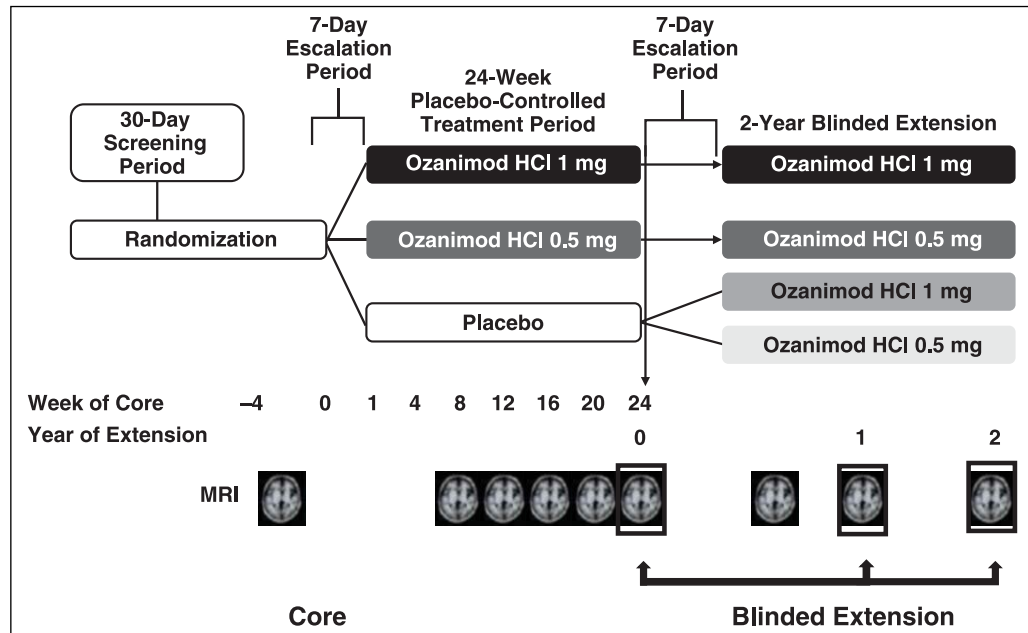 7-Day
Escalation
Period
7-Day
Escalation
Period
24-Week
Placebo-Controlled
Treatment Period
30-Day
Screening
Period
2-Year Blinded Extension
Ozanimod HCl 1 mg
Ozanimod HCl 1 mg
Randomization
Ozanimod HCl 0.5 mg
Ozanimod HCl 0.5 mg
Ozanimod HCl 1 mg
Placebo
Ozanimod HCl 0.5 mg
Week of Core –4 0 1 4 8 12 16 20 24
Year of Extension 0 1 2
MRI
Core Blinded Extension